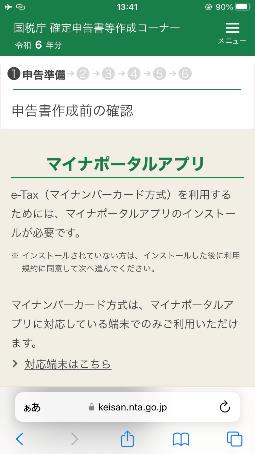 13:41
90%
国税庁 確定申告書等作成コーナー
令和 6 年分
メニュー
1 申告準備 → 2 → 3 → 4 → 5 → 6
申告書作成前の確認
マイナポータルアプリ
e-Tax（マイナンバーカード方式）を利用する
ためには、マイナポータルアプリのインストー
ルが必要です。
※ インストールされていない方は、インストールした後に利用
規約に同意して次へ進んでください。
マイナンバーカード方式は、マイナポータルア
プリに対応している端末でのみご利用いただけ
ます。
> 対応端末はこちら
ぁあ
keisan.nta.go.jp